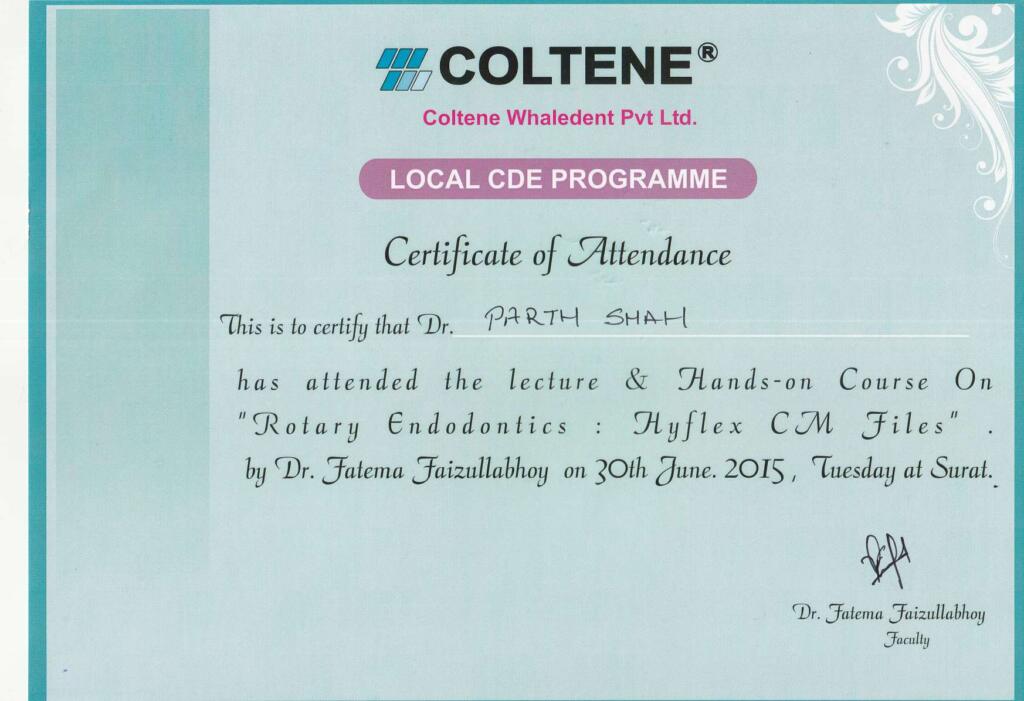 COLTENE®
Coltene Whaledent Pvt Ltd.
LOCAL CDE PROGRAMME
Certificate of Attendance
This is to certify that Dr. PARTH SHAH
has attended the lecture & Hands-on Course On
"Rotary Endodontics : Hyflex CM Files" .
by Dr. Fatema Faizullabhoy on 30th June. 2015, Tuesday at Surat.
Dr. Fatema Faizullabhoy
Faculty